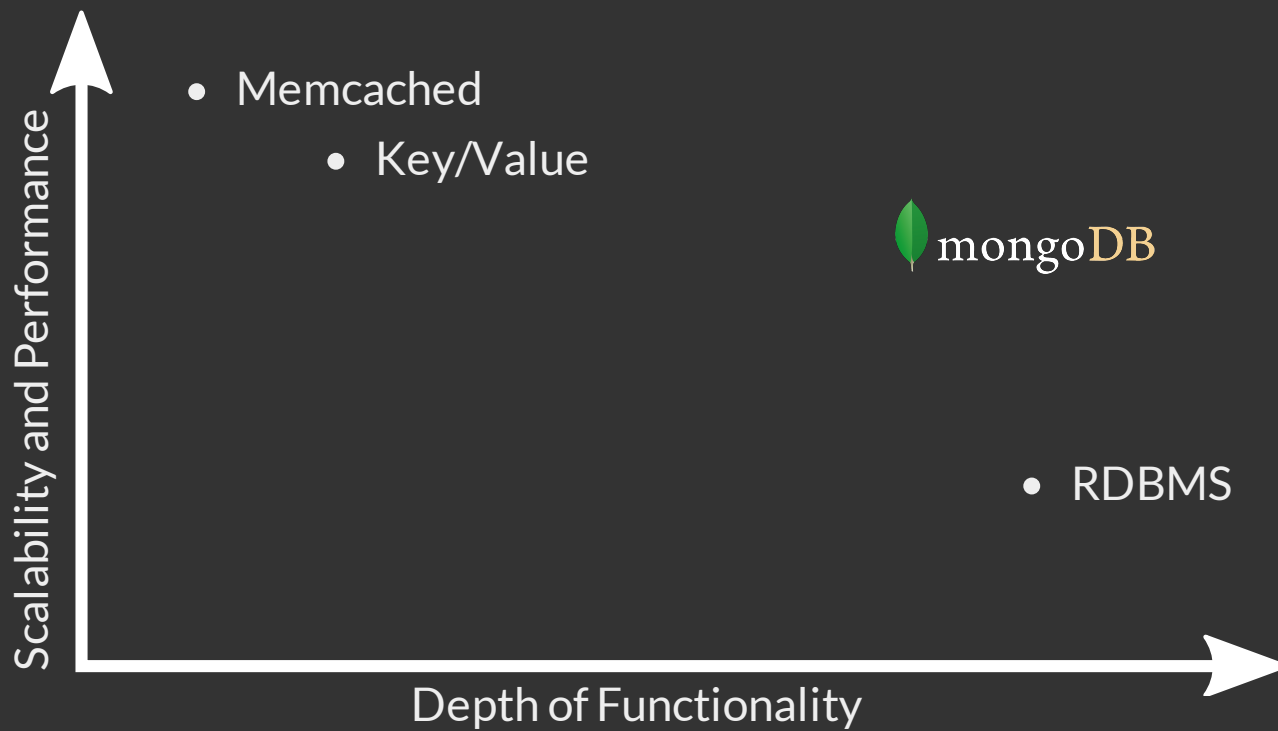 Memcached
Key/Value
mongoDB
RDBMS
Scalability and Performance
Depth of Functionality